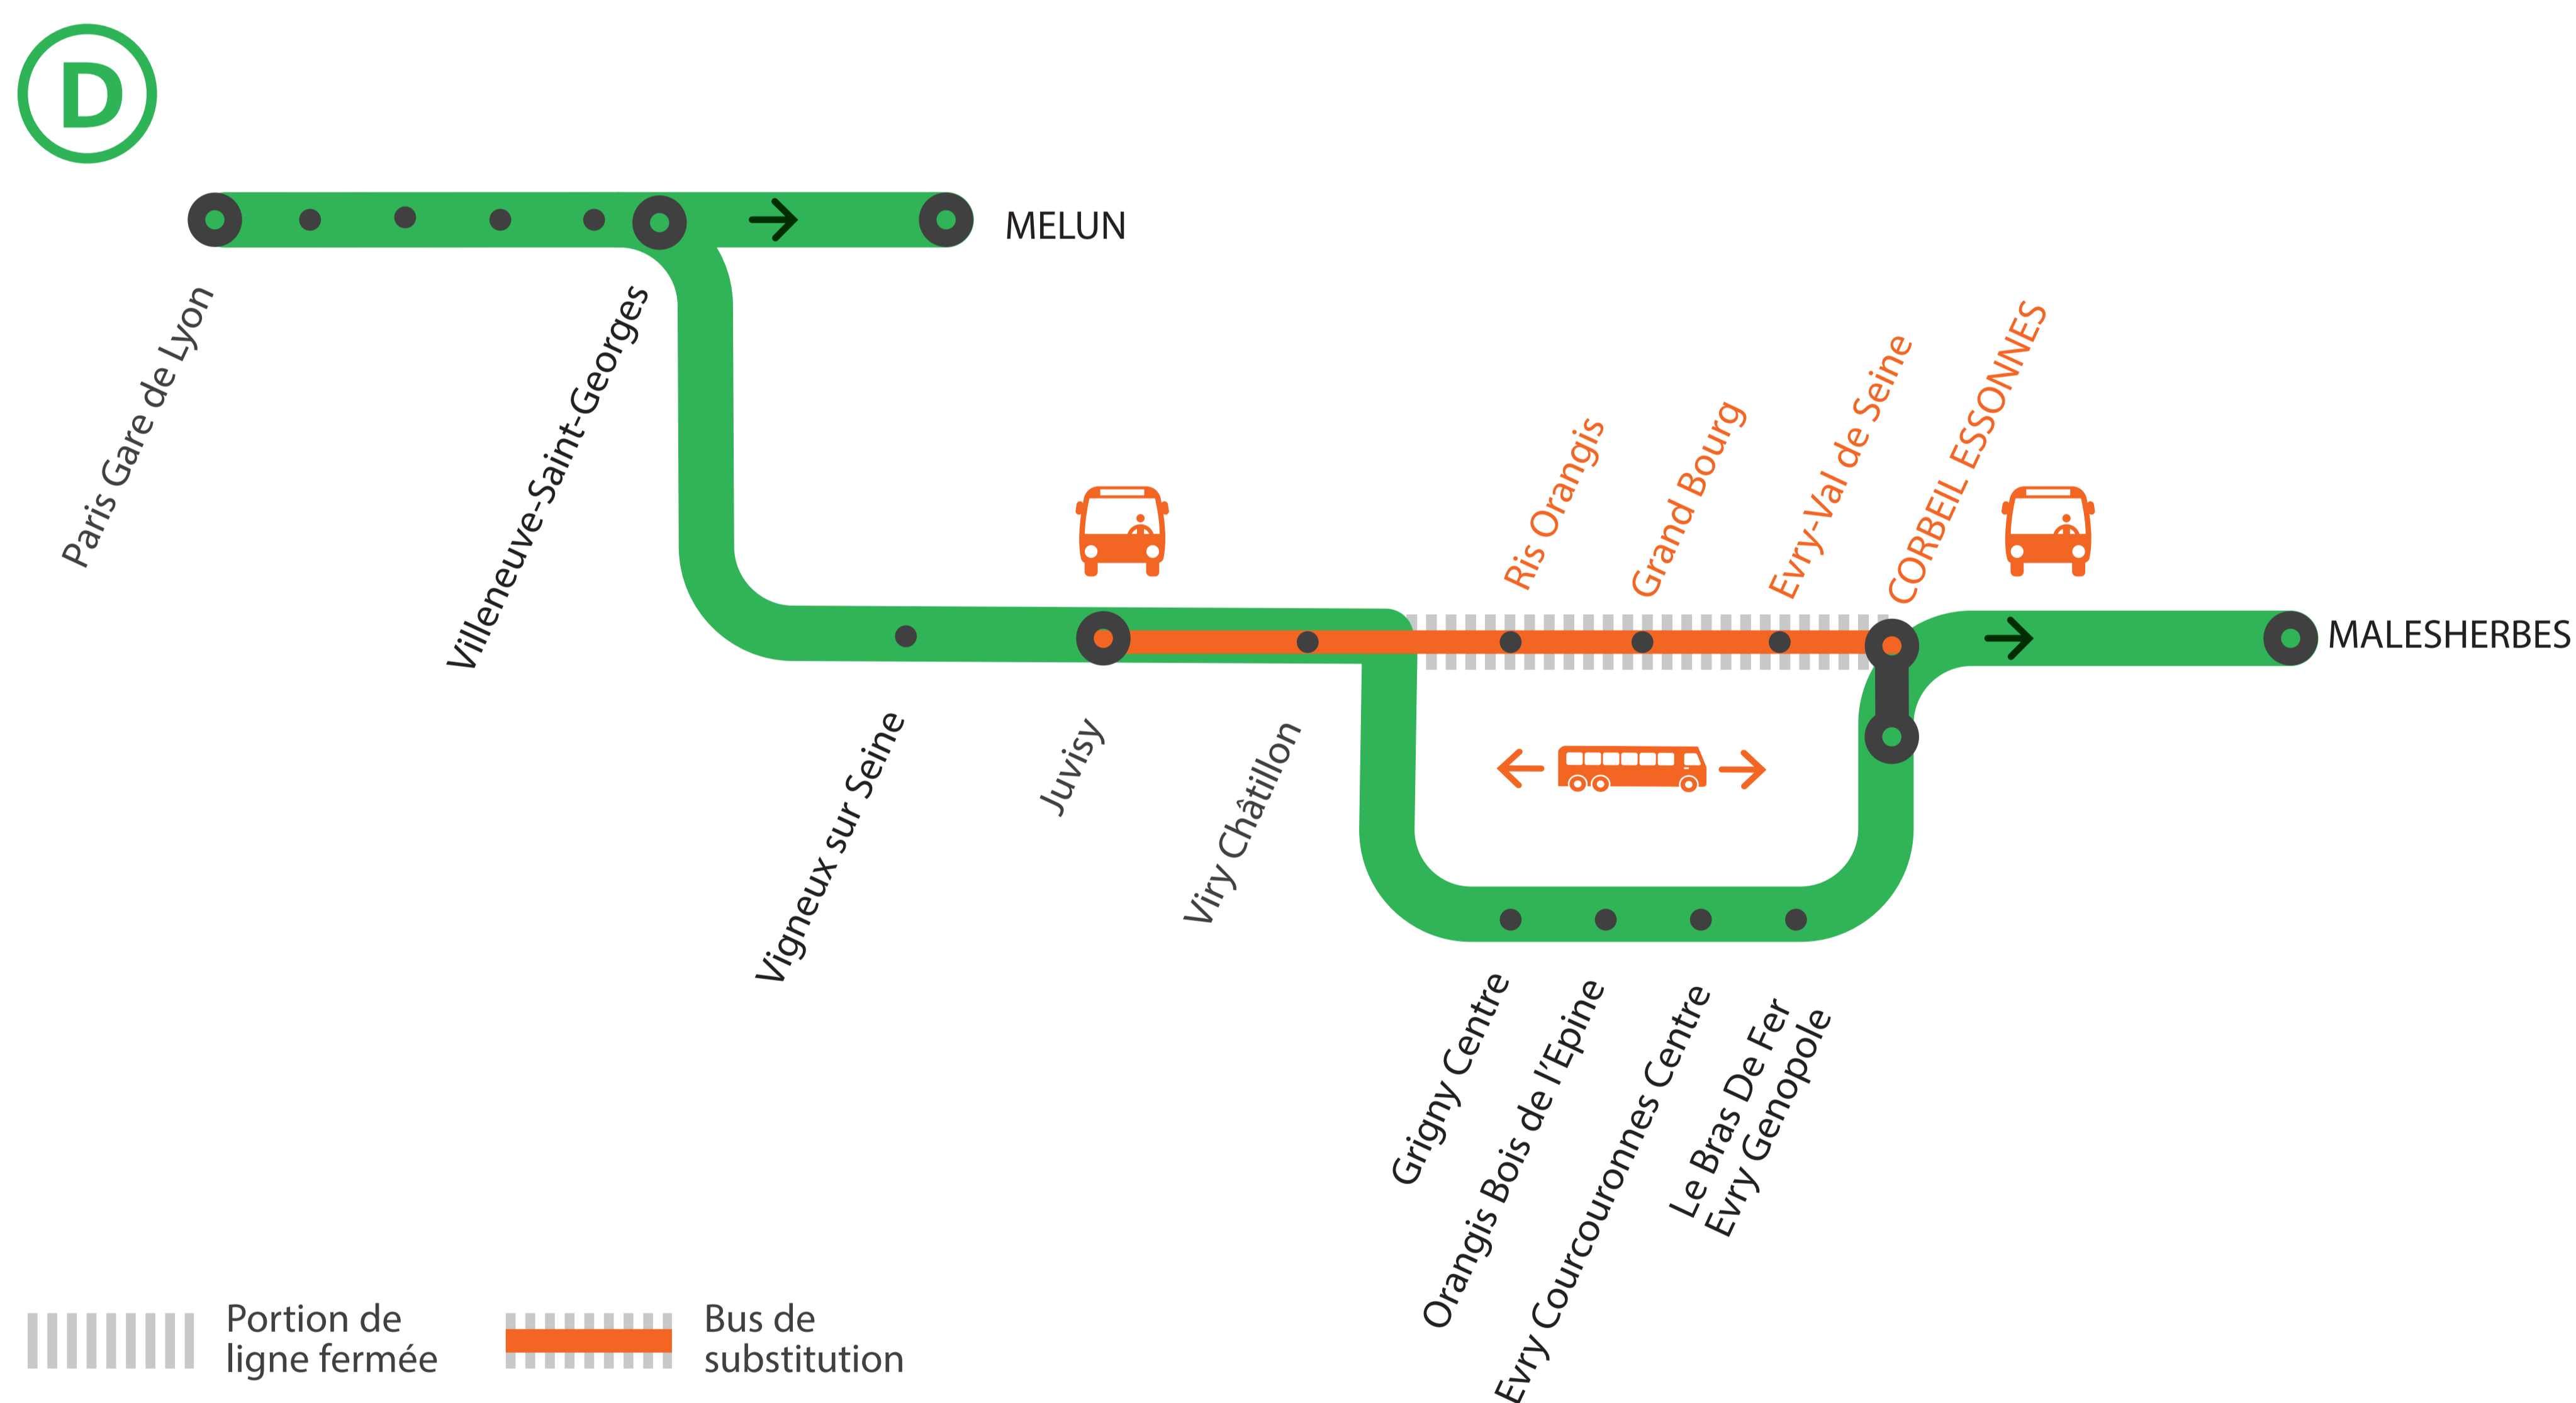 D
MELUN
Paris Gare de Lyon
Villeneuve-Saint-Georges
Vigneux sur Seine
Juvisy
Viry Châtillon
Ris Orangis
Grand Bourg
Evry-Val de Seine
CORBEIL ESSONNES
MALESHERBES
Grigny Centre
Orangis Bois de l'Epine
Evry Courcouronnes Centre
Le Bras De Fer
Evry Genopole
Portion de
ligne fermée
Bus de
substitution